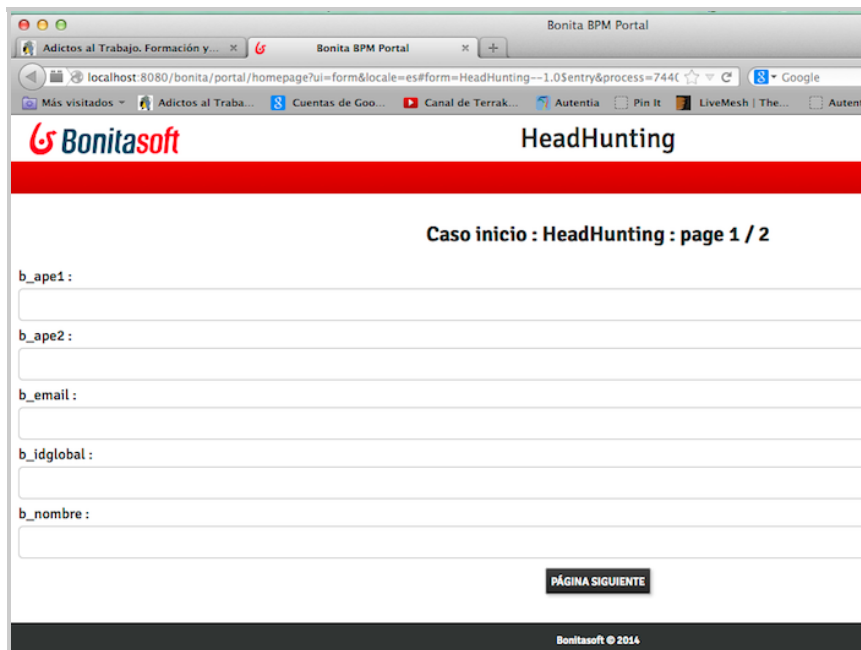 Bonita BPM Portal
Adictos al Trabajo. Formación y... × Bonita BPM Portal × +
localhost:8080/bonita/portal/homepage?ui=form&locale=es#form=HeadHunting--1.0$entry&process=744( Google
Más visitados Adictos al Traba... Cuentas de Goo... Canal de Terrak... Autentia Pin It LiveMesh | The... Auten
Bonitasoft HeadHunting
Caso inicio : HeadHunting : page 1 / 2
b_ape1 :
b_ape2 :
b_email :
b_idglobal :
b_nombre :
PÁGINA SIGUIENTE
Bonitasoft © 2014